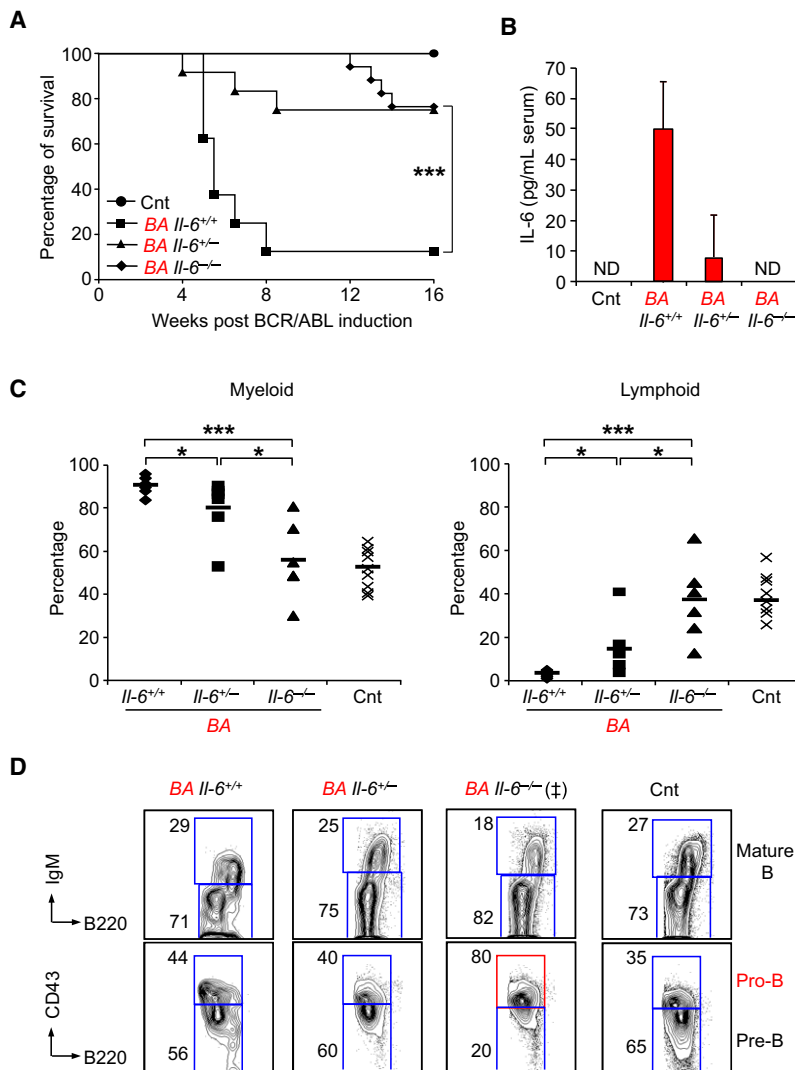 A
Percentage of survival
100
80
60
40
20
0
Cnt
BA Il-6+/+
BA Il-6+/–
BA Il-6–/–
***
0 4 8 12 16
Weeks post BCR/ABL induction
B
IL-6 (pg/mL serum)
70
60
50
40
30
20
10
0
ND
ND
Cnt BA BA BA
Il-6+/+ Il-6+/– Il-6–/–
C
Myeloid
***
* *
Percentage
100
80
60
40
20
0
Il-6+/+ Il-6+/– Il-6–/– Cnt
BA
Lymphoid
***
* *
Percentage
100
80
60
40
20
0
Il-6+/+ Il-6+/– Il-6–/– Cnt
BA
D
BA Il-6+/+ BA Il-6+/– BA Il-6–/– (‡) Cnt
IgM
B220
29 25 18 27
71 75 82 73
Mature
B
CD43
B220
44 40 80 35
56 60 20 65
Pro-B
Pre-B